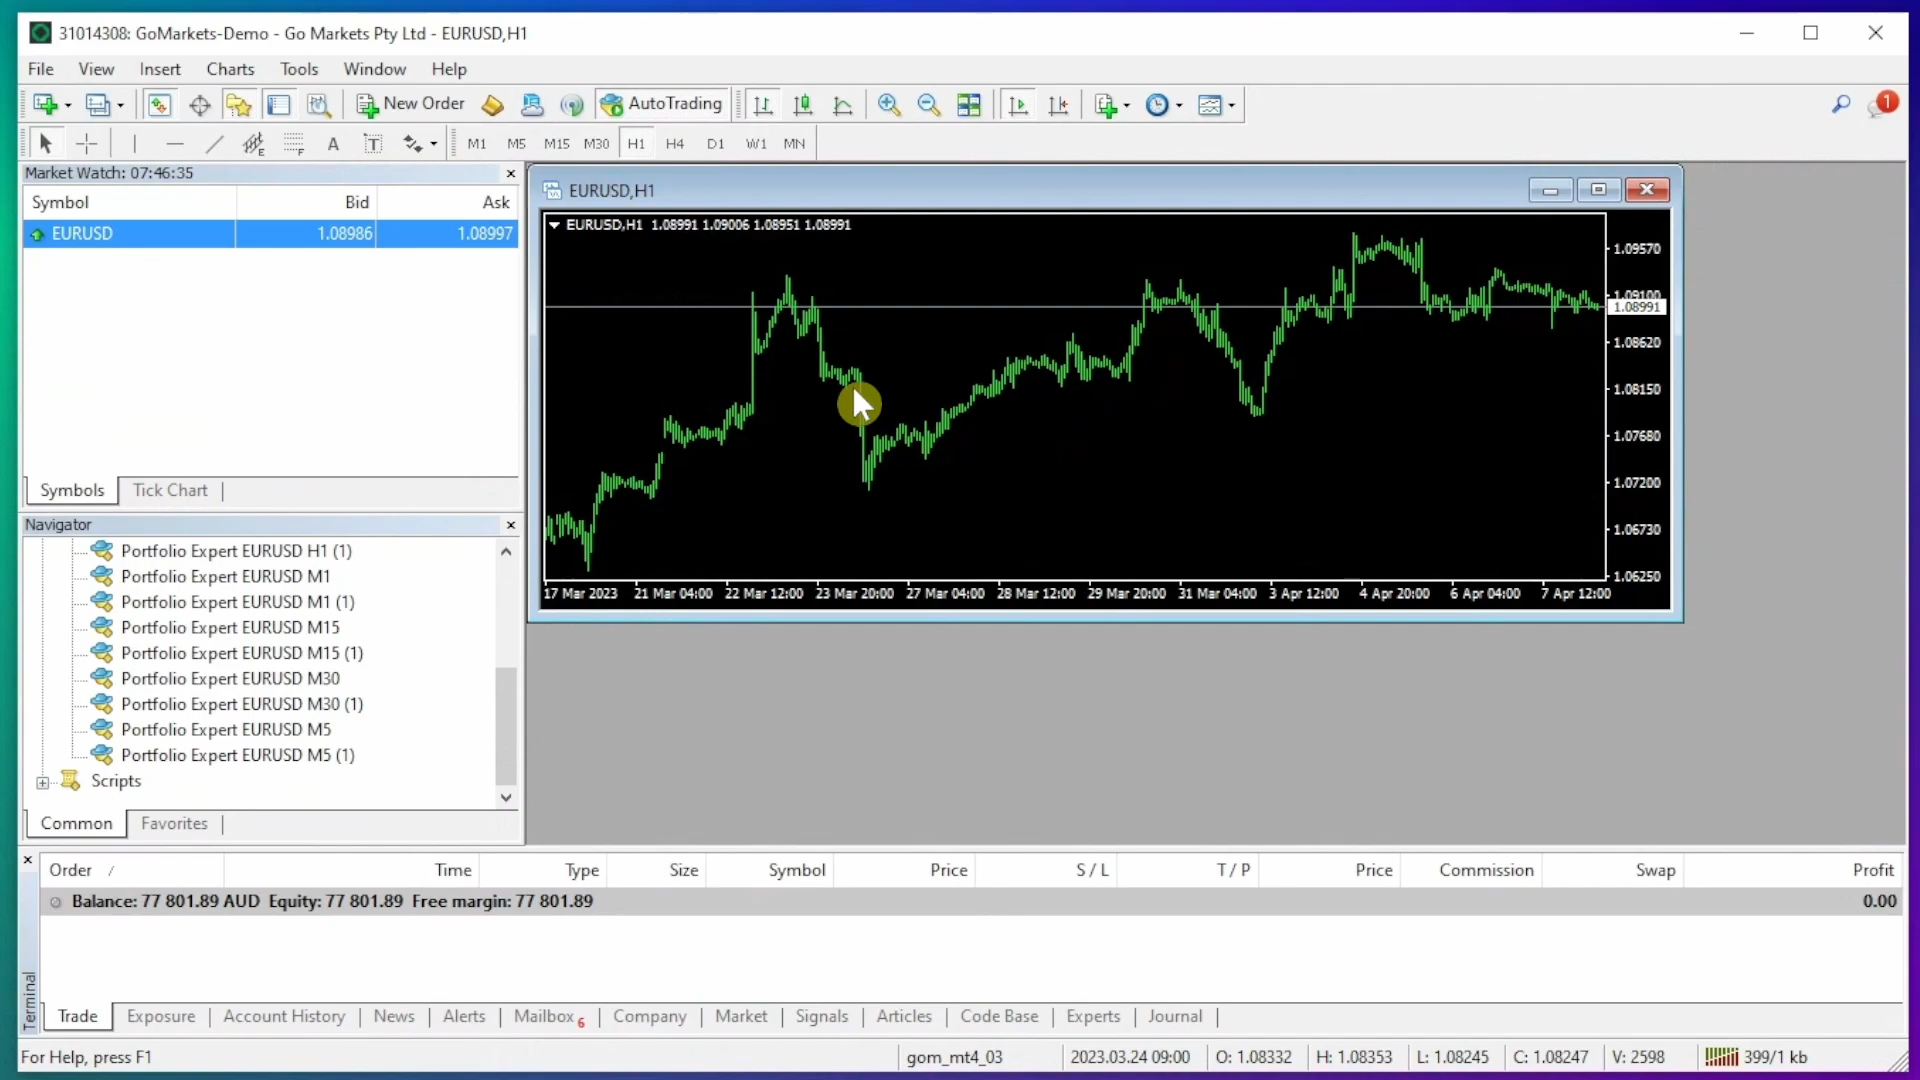 31014308: GoMarkets-Demo - Go Markets Pty Ltd - EURUSD,H1
File View Insert Charts Tools Window Help
New Order AutoTrading 1
E F A T M1 M5 M15 M30 H1 H4 D1 W1 MN
Market Watch: 07:46:35
Symbol Bid Ask
EURUSD 1.08986 1.08997
Symbols Tick Chart
Navigator
Portfolio Expert EURUSD H1 (1)
Portfolio Expert EURUSD M1
Portfolio Expert EURUSD M1 (1)
Portfolio Expert EURUSD M15
Portfolio Expert EURUSD M15 (1)
Portfolio Expert EURUSD M30
Portfolio Expert EURUSD M30 (1)
Portfolio Expert EURUSD M5
Portfolio Expert EURUSD M5 (1)
Scripts
Common Favorites
EURUSD,H1
EURUSD,H1 1.08991 1.09006 1.08951 1.08991
1.09570
1.09100
1.08991
1.08620
1.08150
1.07680
1.07200
1.06730
1.06250
17 Mar 2023 21 Mar 04:00 22 Mar 12:00 23 Mar 20:00 27 Mar 04:00 28 Mar 12:00 29 Mar 20:00 31 Mar 04:00 3 Apr 12:00 4 Apr 20:00 6 Apr 04:00 7 Apr 12:00
Order / Time Type Size Symbol Price S / L T / P Price Commission Swap Profit
Balance: 77 801.89 AUD Equity: 77 801.89 Free margin: 77 801.89 0.00
Terminal
Trade Exposure Account History News Alerts Mailbox 6 Company Market Signals Articles Code Base Experts Journal
For Help, press F1 gom_mt4_03 2023.03.24 09:00 O: 1.08332 H: 1.08353 L: 1.08245 C: 1.08247 V: 2598 399/1 kb